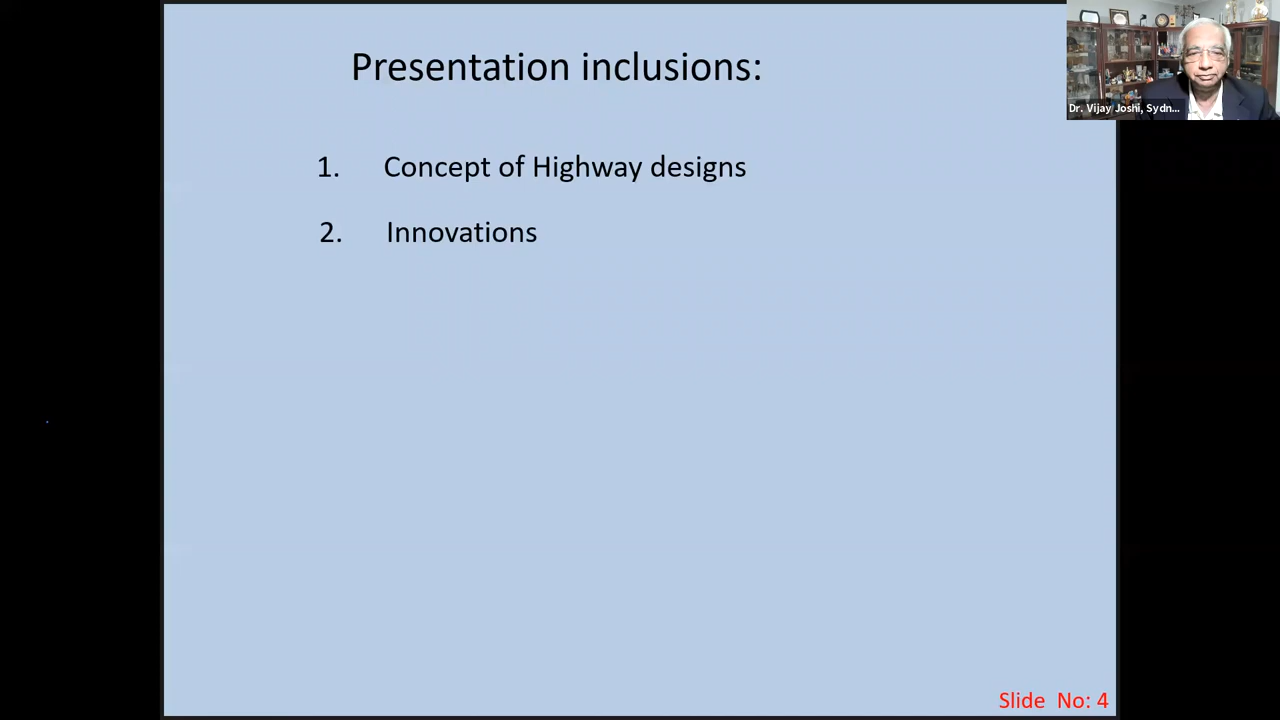 Presentation inclusions:
Dr. Vijay Joshi, Sydn...
1. Concept of Highway designs
2. Innovations
Slide No: 4